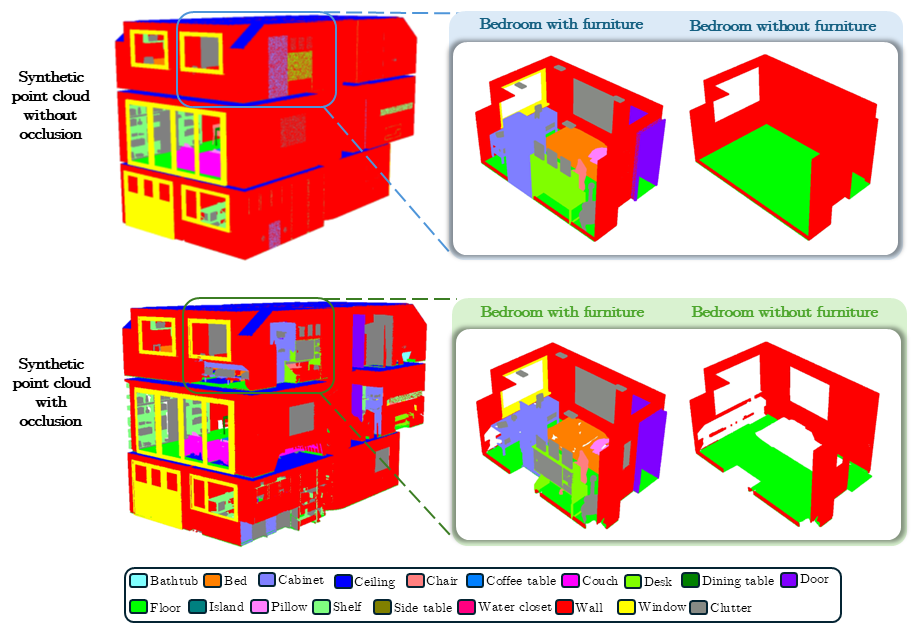 Bedroom with furniture
Bedroom without furniture
Synthetic
point cloud
without
occlusion
Bedroom with furniture
Bedroom without furniture
Synthetic
point cloud
with
occlusion
Bathtub Bed Cabinet Ceiling Chair Coffee table Couch Desk Dining table Door
Floor Island Pillow Shelf Side table Water closet Wall Window Clutter